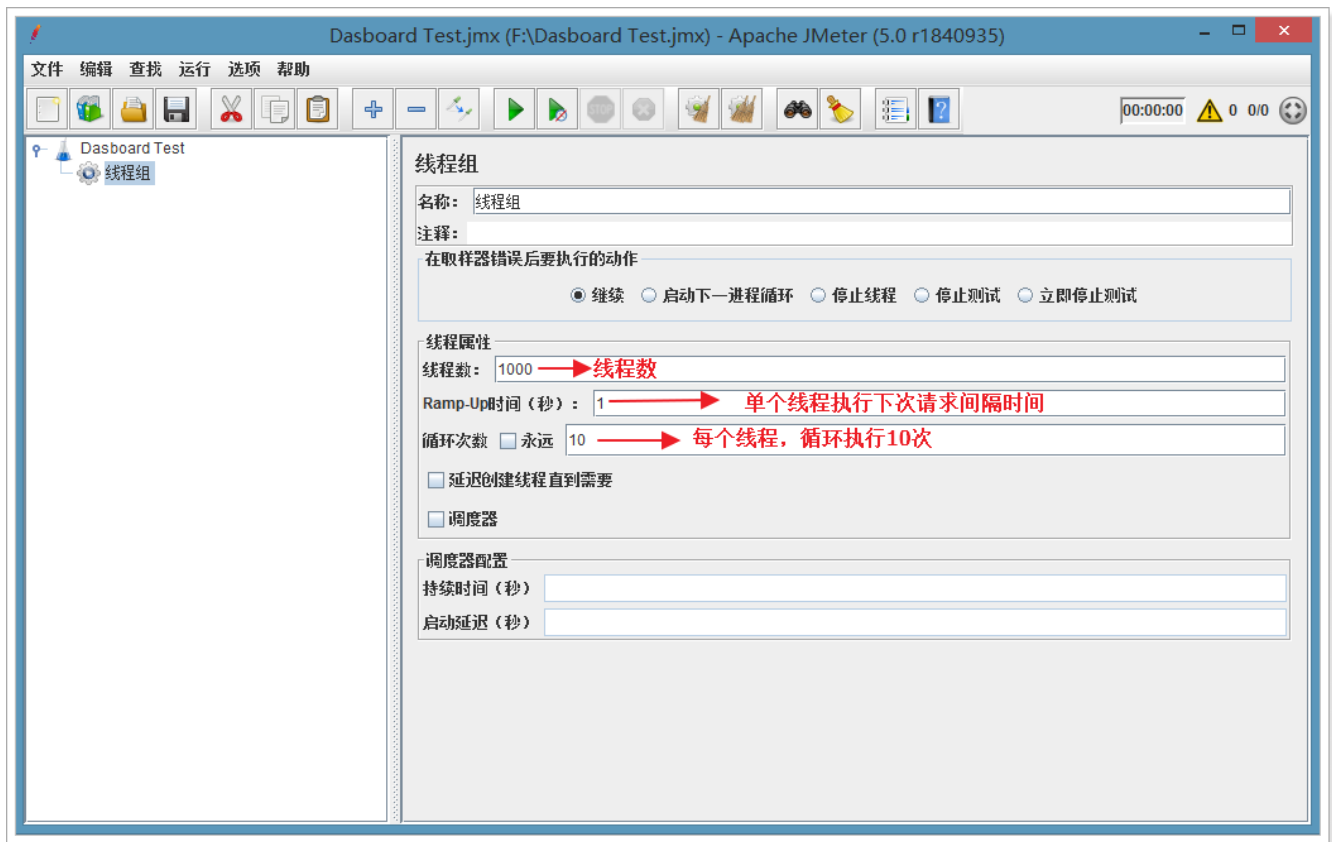 Dasboard Test.jmx (F:\Dasboard Test.jmx) - Apache JMeter (5.0 r1840935)
文件 编辑 查找 运行 选项 帮助
STOP 00:00:00 0 0/0
Dasboard Test
线程组
线程组
名称： 线程组
注释：
在取样器错误后要执行的动作
继续 启动下一进程循环 停止线程 停止测试 立即停止测试
线程属性
线程数： 1000 线程数
Ramp-Up时间（秒）： 1 单个线程执行下次请求间隔时间
循环次数 永远 10 每个线程，循环执行10次
延迟创建线程直到需要
调度器
调度器配置
持续时间（秒）
启动延迟（秒）